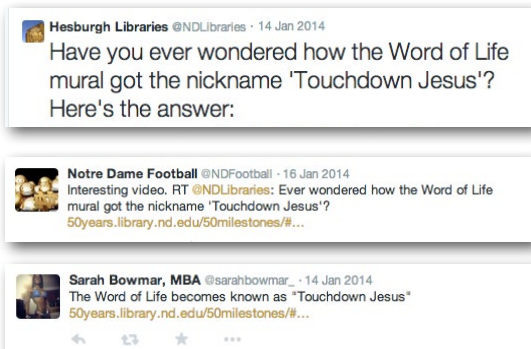 Hesburgh Libraries @NDLibraries · 14 Jan 2014
Have you ever wondered how the Word of Life
mural got the nickname 'Touchdown Jesus'?
Here's the answer:
Notre Dame Football @NDFootball · 16 Jan 2014
Interesting video. RT @NDLibraries: Ever wondered how the Word of Life
mural got the nickname 'Touchdown Jesus'?
50years.library.nd.edu/50milestones/#...
Sarah Bowmar, MBA @sarahbowmar_ · 14 Jan 2014
The Word of Life becomes known as "Touchdown Jesus"
50years.library.nd.edu/50milestones/#...